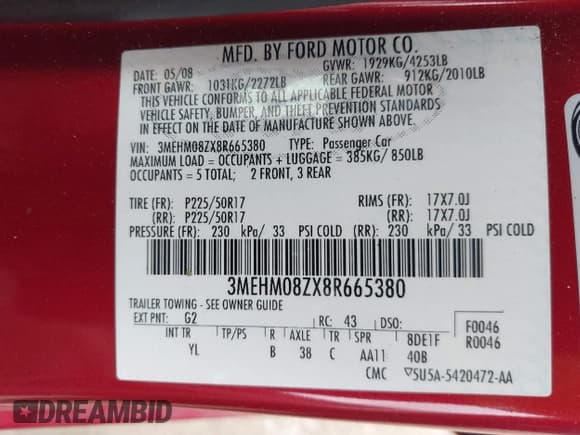 MFD. BY FORD MOTOR CO.
DATE: 05/08 GVWR: 1929KG/4253LB
FRONT GAWR: 1031KG/2272LB REAR GAWR: 912KG/2010LB
THIS VEHICLE CONFORMS TO ALL APPLICABLE FEDERAL MOTOR
VEHICLE SAFETY, BUMPER, AND THEFT PREVENTION STANDARDS
IN EFFECT ON THE DATE OF MANUFACTURE SHOWN ABOVE.
VIN: 3MEHM08ZX8R665380 TYPE: Passenger Car
MAXIMUM LOAD = OCCUPANTS + LUGGAGE = 385KG/ 850LB
OCCUPANTS = 5 TOTAL; 2 FRONT, 3 REAR
TIRE (FR): P225/50R17 RIMS (FR): 17X7.0J
(RR): P225/50R17 (RR): 17X7.0J
PRESSURE (FR): 230 kPa/ 33 PSI COLD (RR): 230 kPa/ 33 PSI COLD
3MEHM08ZX8R665380
TRAILER TOWING - SEE OWNER GUIDE
EXT PNT: G2 RC: 43 DSO: F0046
INT TR TP/PS R AXLE TR SPR 8DE1F R0046
YL B 38 C AA11 40B
CMC ▽5U5A-5420472-AA
DREAMBID